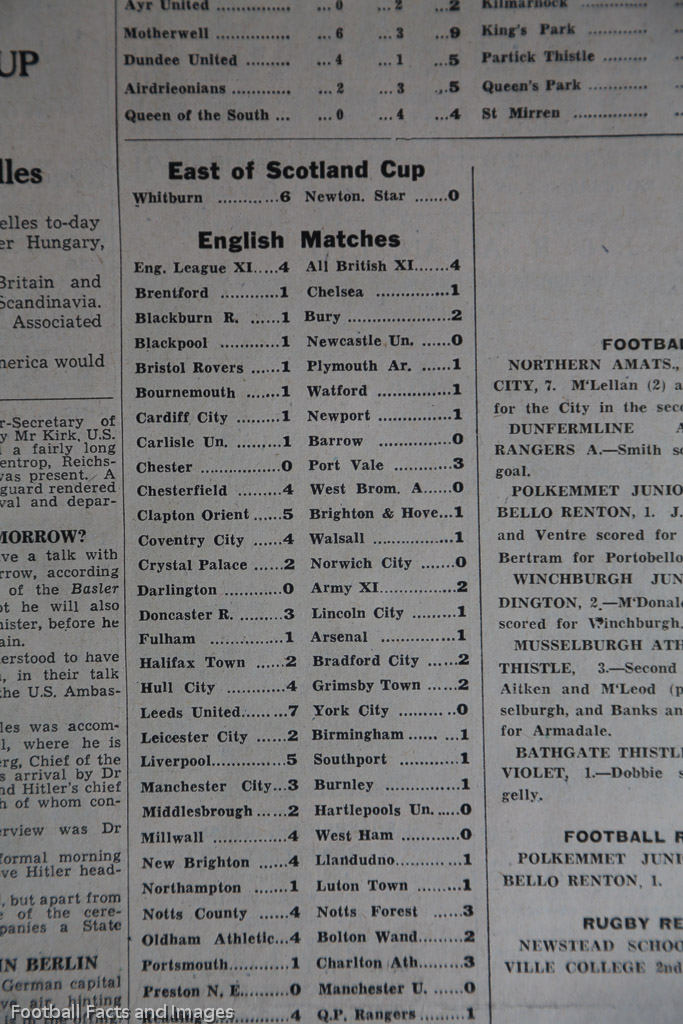 UP
lles
elles to-day
er Hungary,
Britain and
Scandinavia.
Associated
merica would
r-Secretary of
y Mr Kirk, U.S.
a fairly long
entrop, Reichs-
was present. A
guard rendered
val and depar-
MORROW?
ve a talk with
rrow, according
of the Basler
ot he will also
nister, before he
ain.
erstood to have
, in their talk
the U.S. Ambas-
les was accom-
l, where he is
erg, Chief of the
s arrival by Dr
nd Hitler's chief
h of whom con-
erview was Dr
formal morning
ve Hitler head-
, but apart from
e of the cere-
panies a State
IN BERLIN
German capital
ve air, hinting
Ayr United ............ ...0 ...2 ...2 Kilmarnock ............
Motherwell ............ ...6 ...3 ...9 King's Park ............
Dundee United ......... ...4 ...1 ...5 Partick Thistle .........
Airdrieonians ............ ...2 ...3 ...5 Queen's Park ............
Queen of the South ... ...0 ...4 ...4 St Mirren ...............
East of Scotland Cup
Whitburn ............6 Newton. Star .......0
English Matches
Eng. League XI.....4 All British XI.......4
Brentford ............1 Chelsea ...............1
Blackburn R. ......1 Bury .....................2
Blackpool ............1 Newcastle Un. ......0
Bristol Rovers ......1 Plymouth Ar. ......1
Bournemouth ......1 Watford ...............1
Cardiff City .........1 Newport ...............1
Carlisle Un. .........1 Barrow ...............0
Chester ...............0 Port Vale ............3
Chesterfield .........4 West Brom. A......0
Clapton Orient......5 Brighton & Hove...1
Coventry City ......4 Walsall ...............1
Crystal Palace ......2 Norwich City ......0
Darlington .........0 Army XI...............2
Doncaster R. ......3 Lincoln City .........1
Fulham ...............1 Arsenal ...............1
Halifax Town ......2 Bradford City ......2
Hull City ............4 Grimsby Town ......2
Leeds United.........7 York City ............0
Leicester City ......2 Birmingham...... ...1
Liverpool............5 Southport ............1
Manchester City...3 Burnley ...............1
Middlesbrough ......2 Hartlepools Un......0
Millwall ............4 West Ham ............0
New Brighton ......4 Llandudno............1
Northampton ......1 Luton Town .........1
Notts County ......4 Notts Forest ......3
Oldham Athletic...4 Bolton Wand.........2
Portsmouth............1 Charlton Ath.........3
Preston N. E.........0 Manchester U. ......0
Reading ............4 Q.P. Rangers .........1
FOOTBA
NORTHERN AMATS.,
CITY, 7. M'Lellan (2) a
for the City in the seco
DUNFERMLINE A
RANGERS A.—Smith sc
goal.
POLKEMMET JUNIO
BELLO RENTON, 1. J.
and Ventre scored for
Bertram for Portobello
WINCHBURGH JUN
DINGTON, 2.—M'Donal
scored for Winchburgh.
MUSSELBURGH ATH
THISTLE, 3.—Second
Aitken and M'Leod (p
selburgh, and Banks an
for Armadale.
BATHGATE THISTL
VIOLET, 1.—Dobbie s
gelly.
FOOTBALL R
POLKEMMET JUNI
BELLO RENTON, 1.
RUGBY RE
NEWSTEAD SCHOO
VILLE COLLEGE 2nd
Football Facts and Images